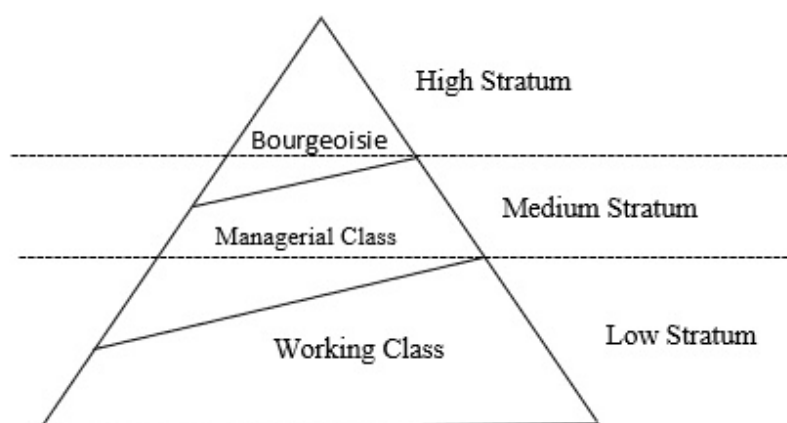 High Stratum
Bourgeoisie
Medium Stratum
Managerial Class
Low Stratum
Working Class